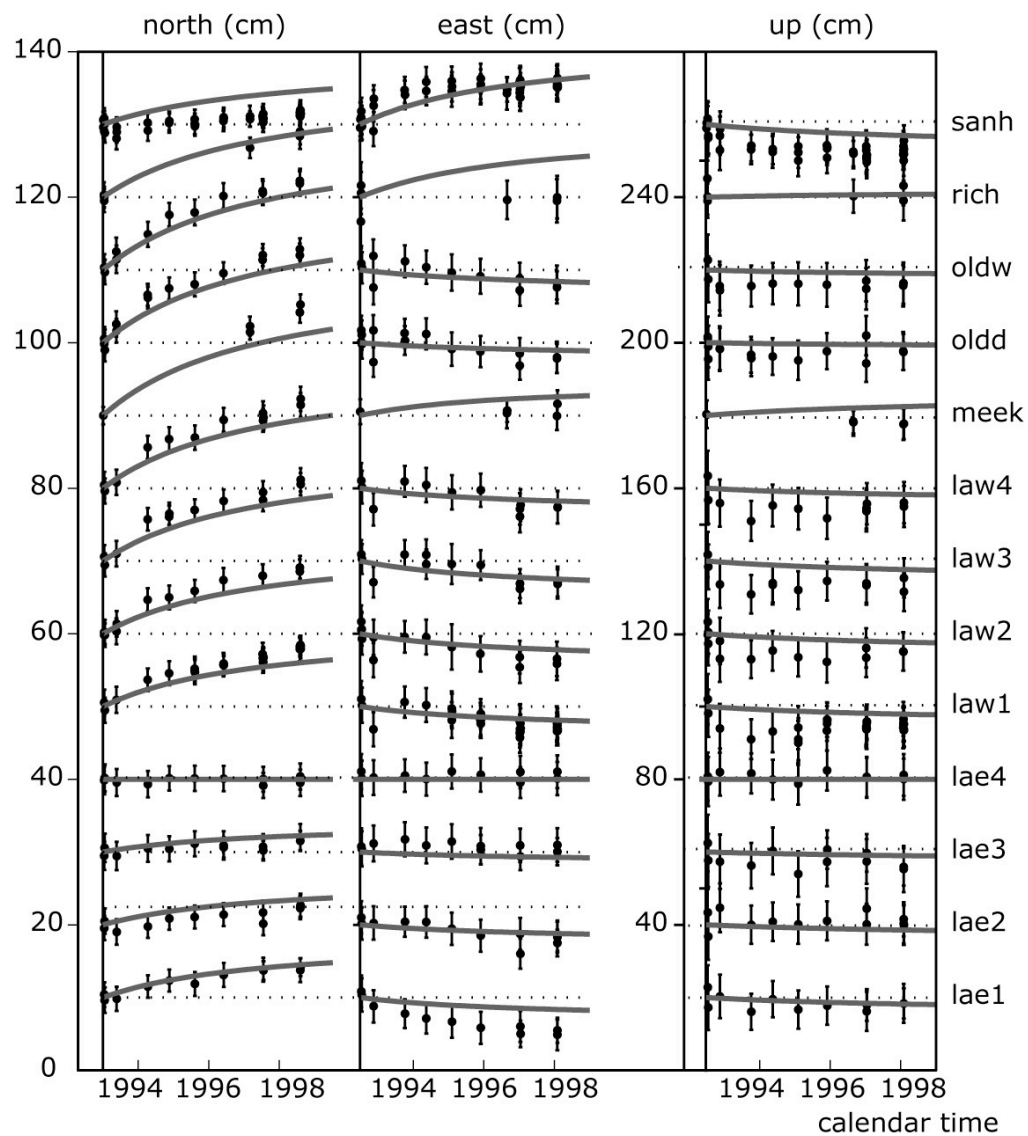 north (cm) east (cm) up (cm)
140
sanh
120 240 rich
oldw
100 200 oldd
meek
80 160 law4
law3
60 120 law2
law1
40 80 lae4
lae3
20 40 lae2
lae1
0
1994 1996 1998 1994 1996 1998 1994 1996 1998
calendar time